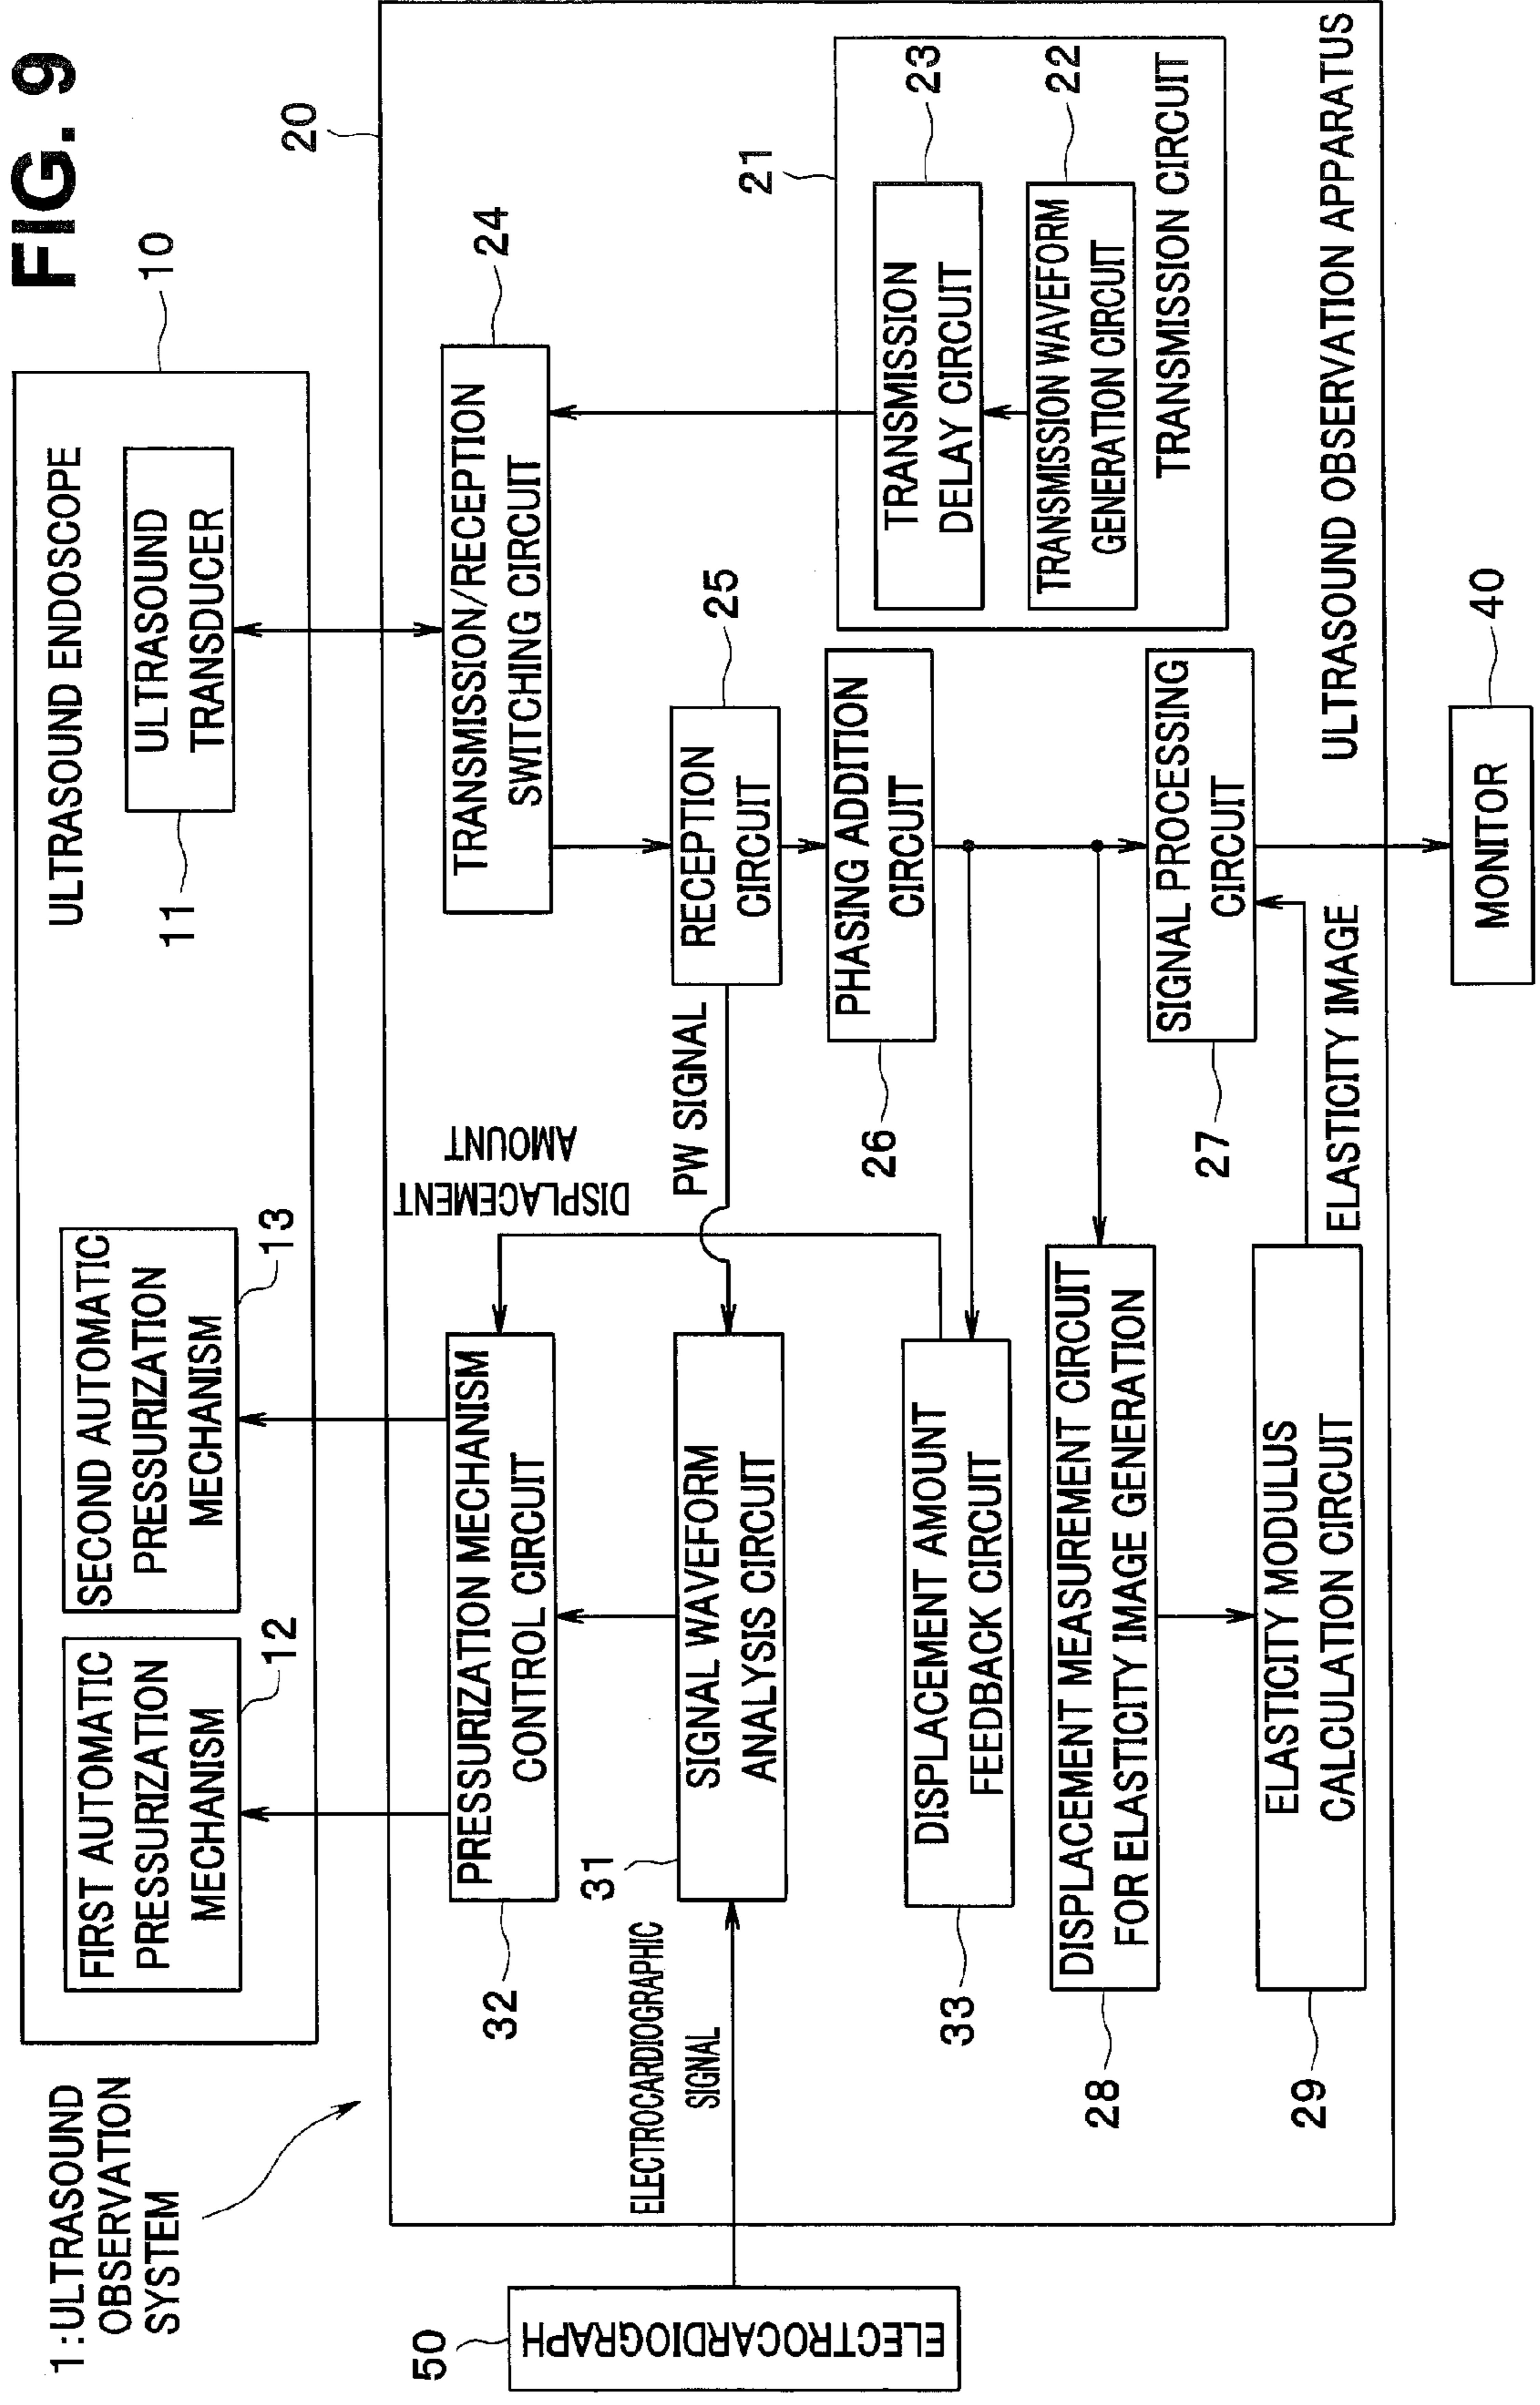 FIG. 9
1:ULTRASOUND
OBSERVATION
SYSTEM
10
ULTRASOUND ENDOSCOPE
FIRST AUTOMATIC
PRESSURIZATION
MECHANISM
12
SECOND AUTOMATIC
PRESSURIZATION
MECHANISM
13
11
ULTRASOUND
TRANSDUCER
20
32
PRESSURIZATION MECHANISM
CONTROL CIRCUIT
DISPLACEMENT
AMOUNT
TRANSMISSION/RECEPTION
SWITCHING CIRCUIT
24
50
ELECTROCARDIOGRAPH
ELECTROCARDIOGRAPHIC
SIGNAL
31
SIGNAL WAVEFORM
ANALYSIS CIRCUIT
PW SIGNAL
RECEPTION
CIRCUIT
25
21
33
DISPLACEMENT AMOUNT
FEEDBACK CIRCUIT
26
PHASING ADDITION
CIRCUIT
TRANSMISSION
DELAY CIRCUIT
23
28
DISPLACEMENT MEASUREMENT CIRCUIT
FOR ELASTICITY IMAGE GENERATION
TRANSMISSION WAVEFORM
GENERATION CIRCUIT
22
TRANSMISSION CIRCUIT
29
ELASTICITY MODULUS
CALCULATION CIRCUIT
27
SIGNAL PROCESSING
CIRCUIT
ELASTICITY IMAGE
ULTRASOUND OBSERVATION APPARATUS
MONITOR
40